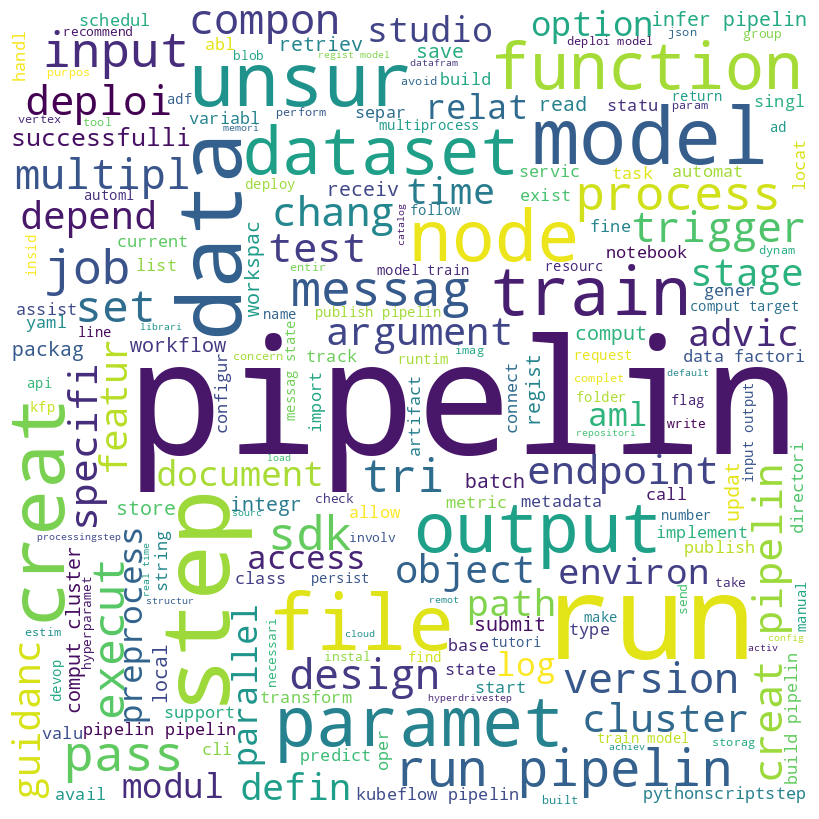 schedul
recommend
compon
studio
option
infer pipelin
handl
input
abl
blob
regist model
retriev
datafram
save
deploi model
json
group
purpos
adf
unsur
avoid
build
function
return
deploi
vertex
tool
variabl
perform
separ
relat
read
statu
param
singl
successfulli
memori
multiprocess
model
ad
multipl
automl
data
deploy
dataset
receiv
time
servic
exist
task
automat
locat
depend
assist
chang
follow
catalog
node
fine
process
trigger
insid
current
list
workspac
test
entir
model train
notebook
dynam
job
set
name
messag
resourc
train
gener
stage
comput target
yaml
line
librari
publish pipelin
argument
comput
advic
packag
workflow
concern
track
runtim
imag
request
data factori
api
configur
messag state
import
artifact
connect
regist
complet
default
kfp
featur
pipelin
folder
flag
write
input output
specifi
creat
document
load
tri
repositori
aml
endpoint
updat
directori
store
integr
check
batch
metric
metadata
call
number
implement
publish
processingstep
step
sourc
sdk
allow
involv
output
creat pipelin
string
real time
access
object
environ
take
send
manual
structur
class
persist
path
submit
make
type
activ
config
comput cluster
hyperparamet
execut
preprocess
parallel
file
cloud
remot
base
tutori
run
estim
devop
local
necessari
instal
find
state
log
guidanc
support
transform
design
start
version
build pipelin
valu
pipelin pipelin
cli
paramet
hyperdrivestep
cluster
train model
storag
pass
predict
oper
run pipelin
achiev
avail
modul
defin
kubeflow pipelin
built
pythonscriptstep